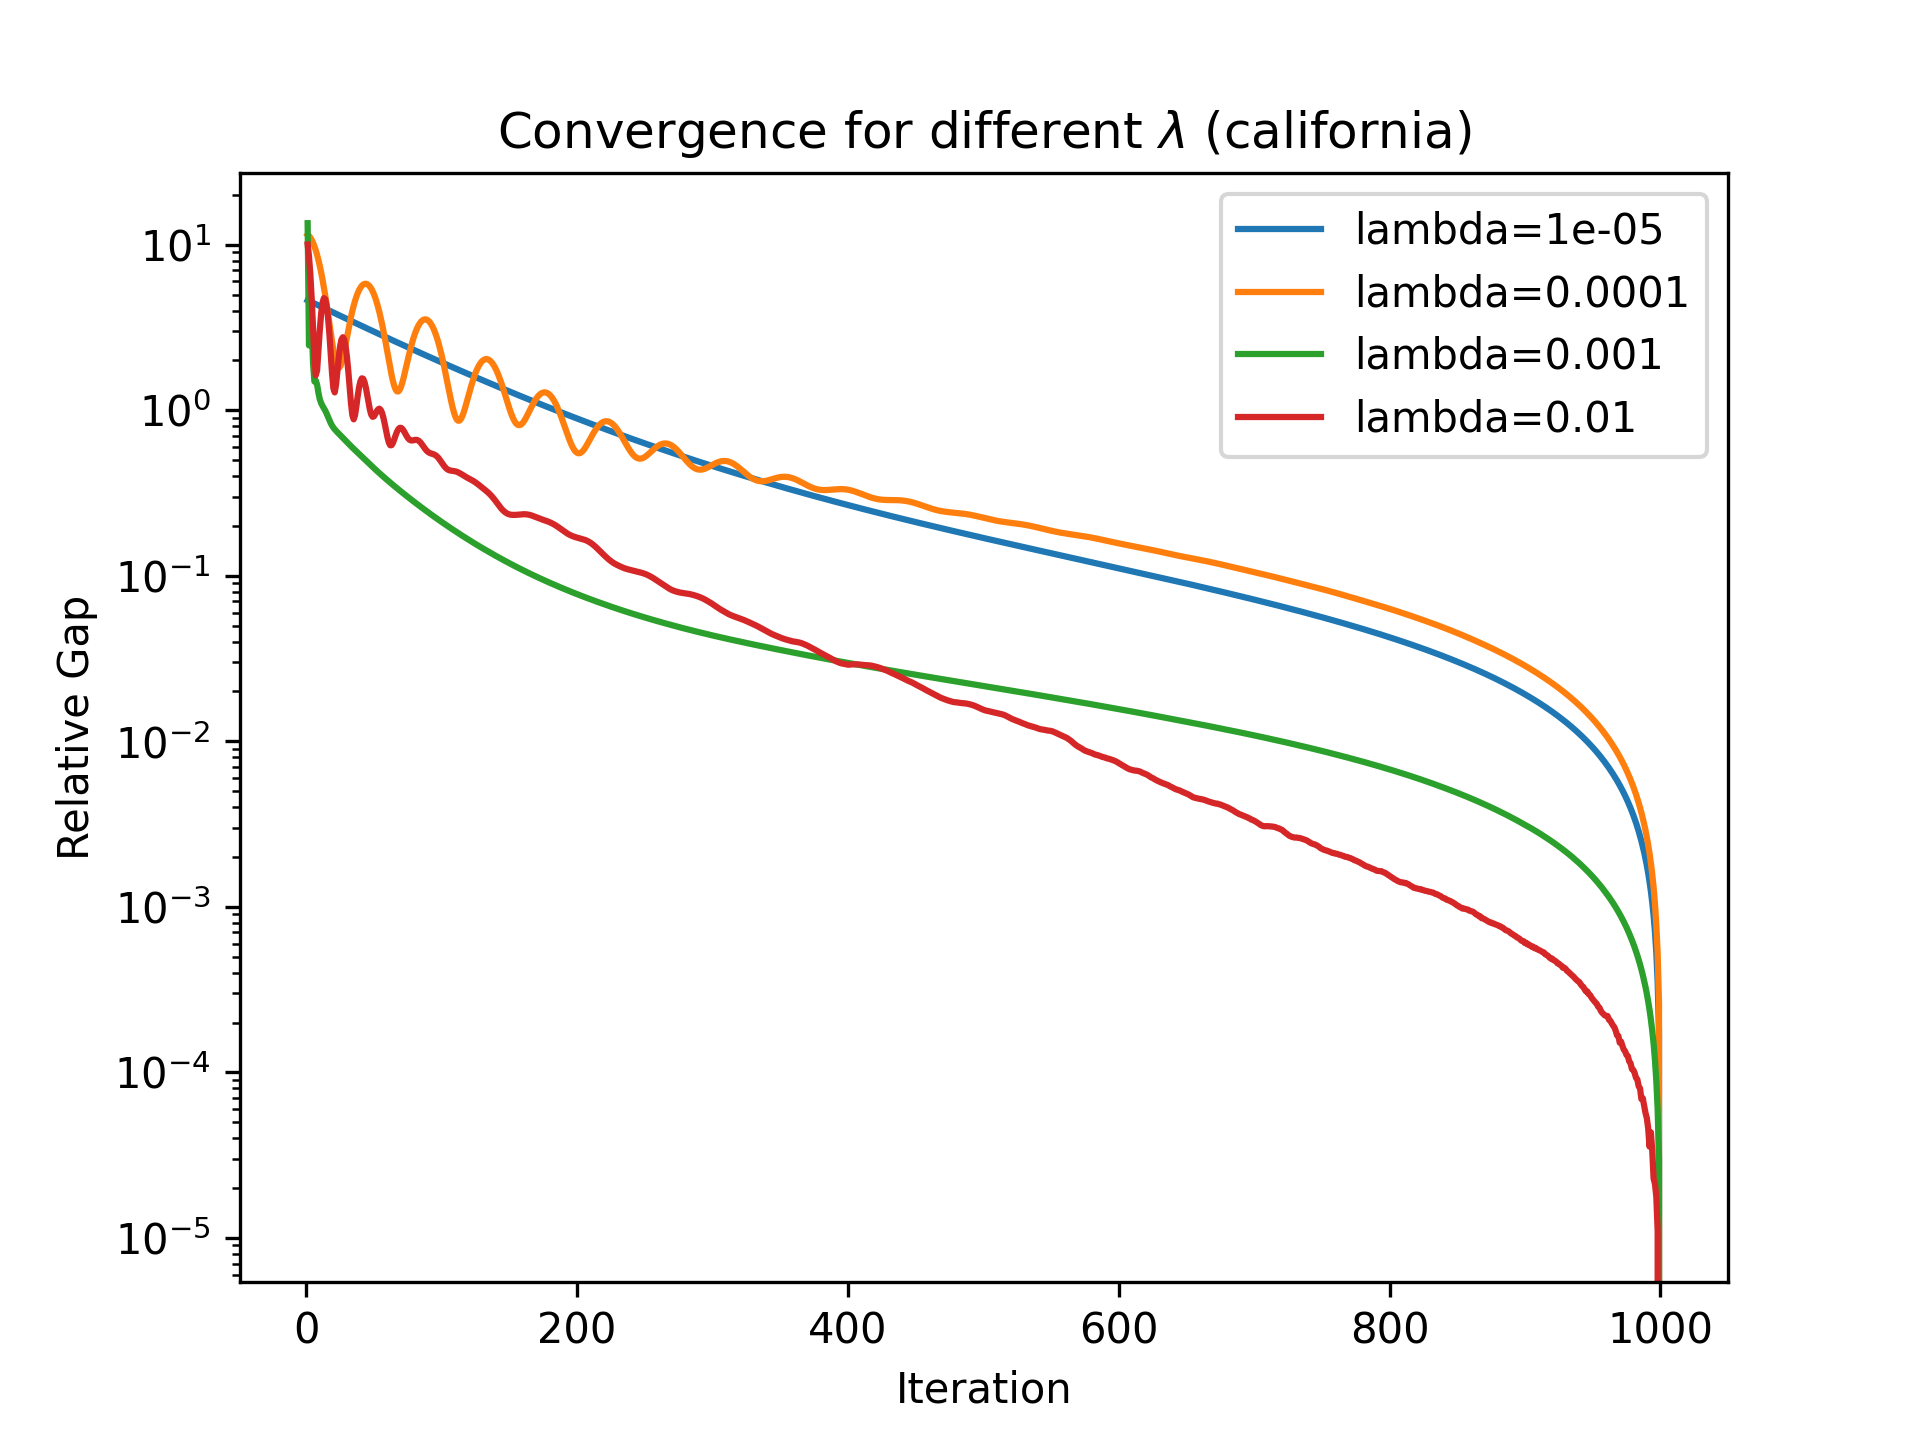 Convergence for different λ (california)
10¹
10⁰
10⁻¹
10⁻²
10⁻³
10⁻⁴
10⁻⁵
Relative Gap
lambda=1e-05
lambda=0.0001
lambda=0.001
lambda=0.01
0 200 400 600 800 1000
Iteration